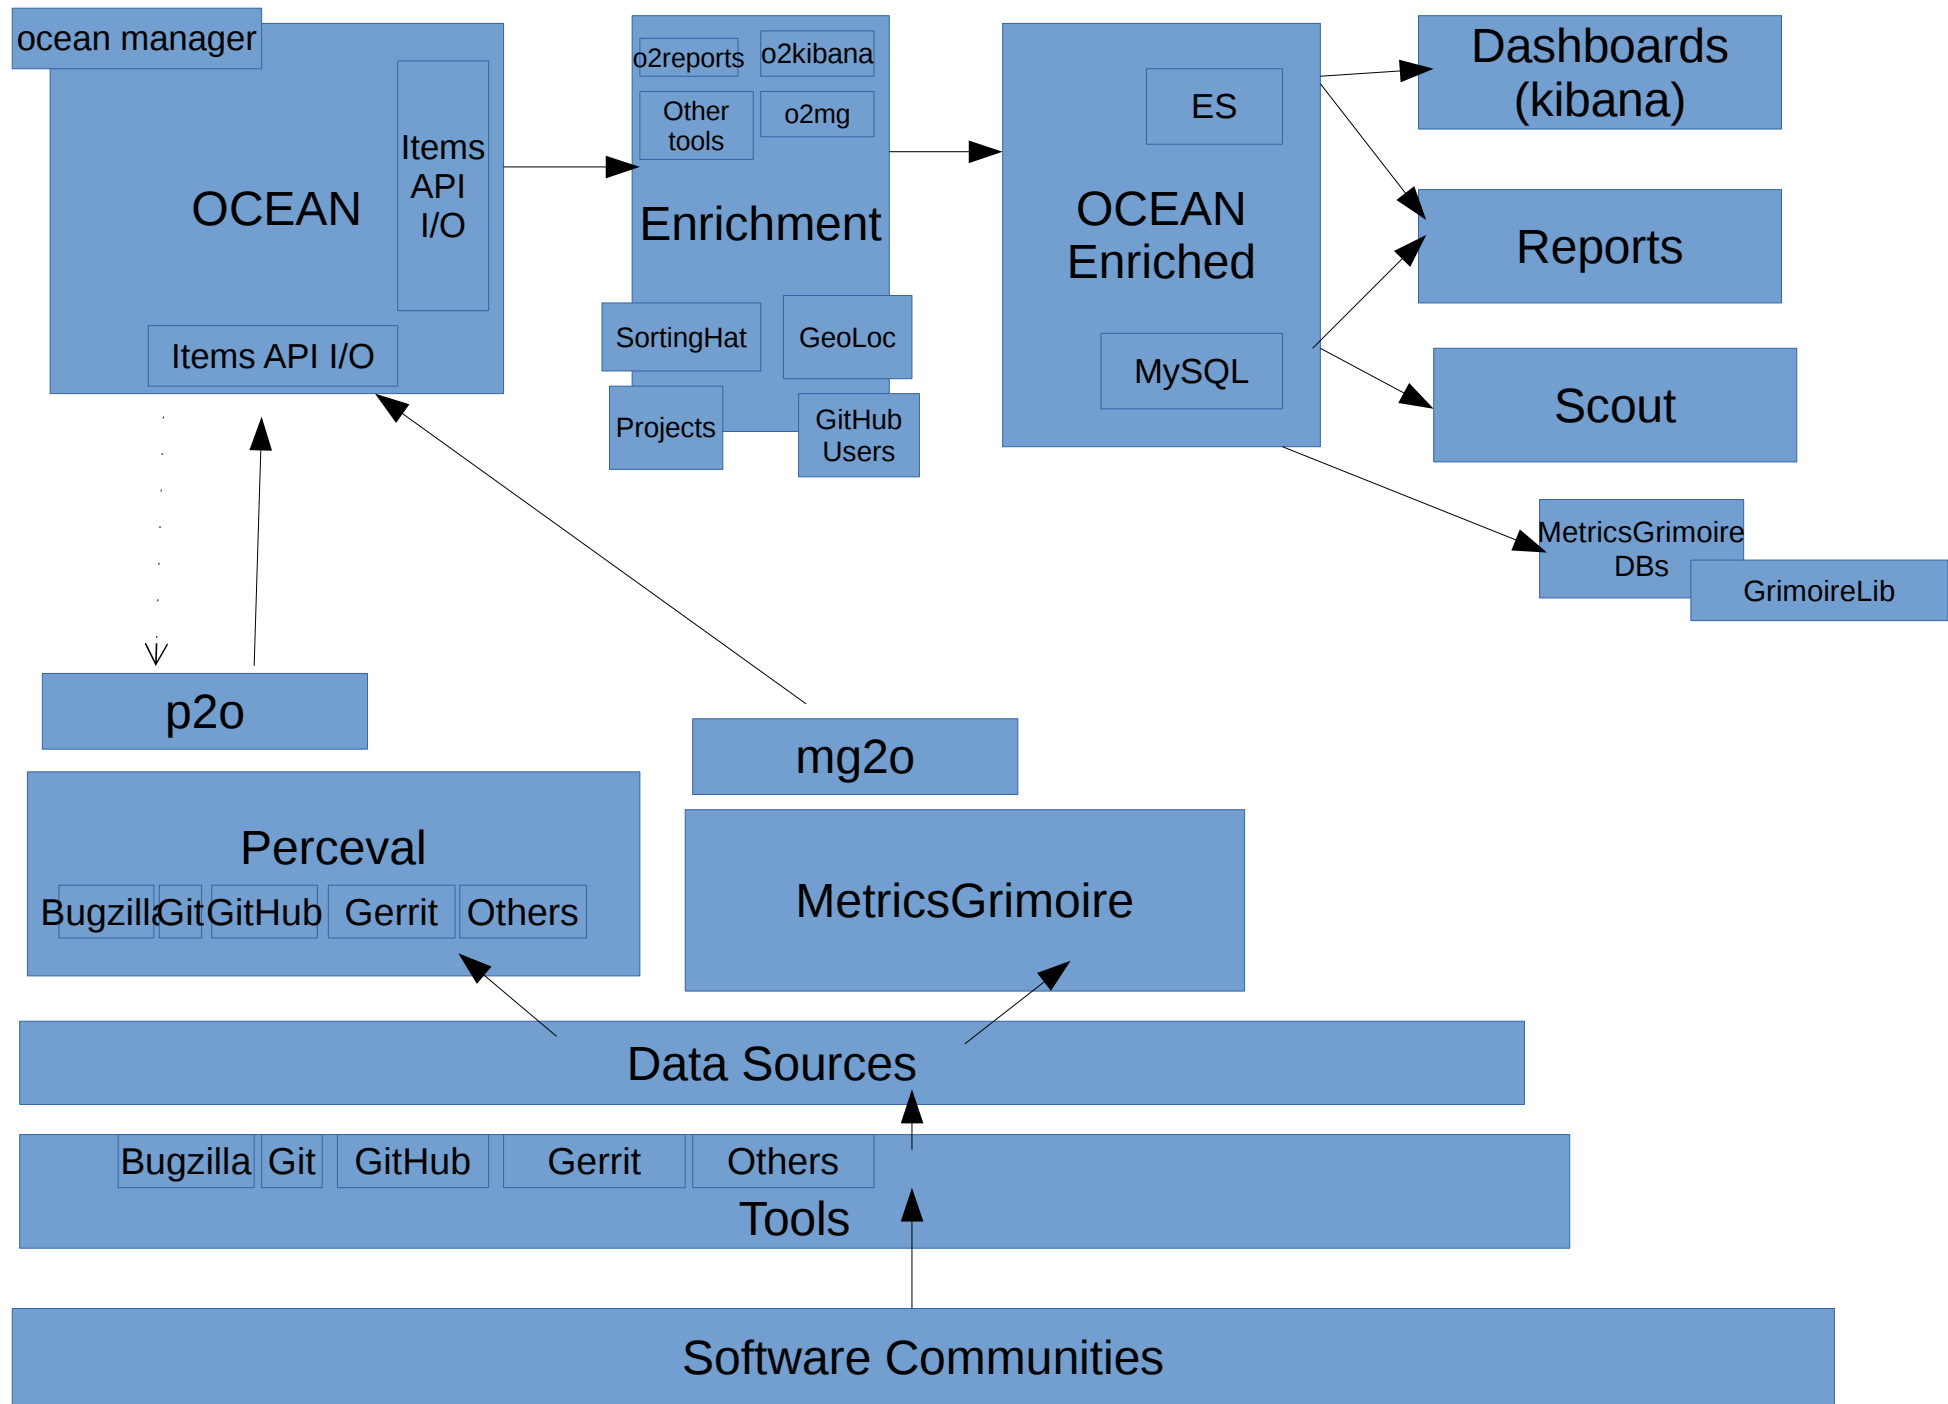 ocean manager
OCEAN
Items
API
I/O
Items API I/O
o2reports
o2kibana
Other
tools
o2mg
Enrichment
SortingHat
GeoLoc
Projects
GitHub
Users
ES
OCEAN
Enriched
MySQL
Dashboards
(kibana)
Reports
Scout
MetricsGrimoire
DBs
GrimoireLib
p2o
mg2o
Perceval
Bugzilla
Git
GitHub
Gerrit
Others
MetricsGrimoire
Data Sources
Bugzilla
Git
GitHub
Gerrit
Others
Tools
Software Communities